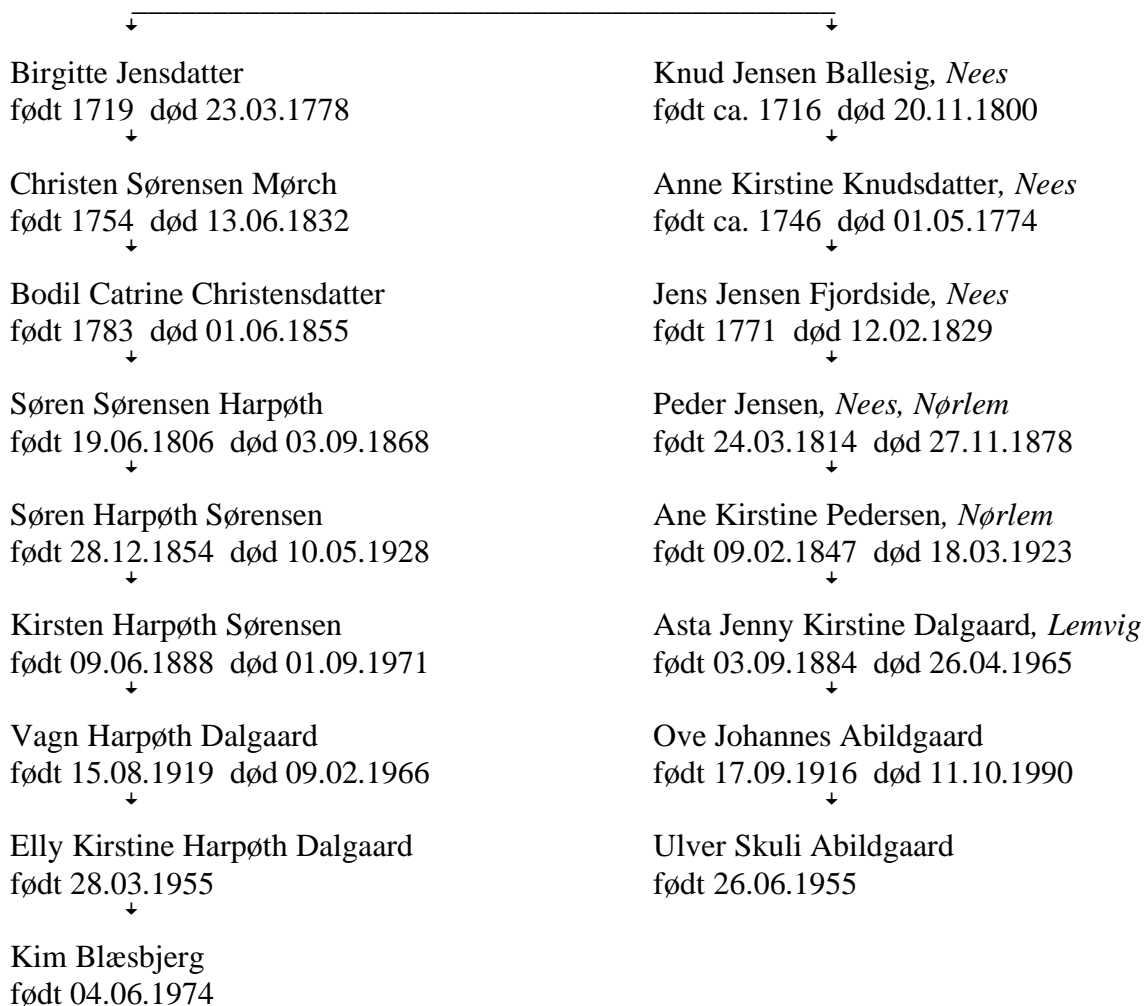 Birgitte Jensdatter
født 1719  død 23.03.1778
Christen Sørensen Mørch
født 1754  død 13.06.1832
Bodil Catrine Christensdatter
født 1783  død 01.06.1855
Søren Sørensen Harpøth
født 19.06.1806  død 03.09.1868
Søren Harpøth Sørensen
født 28.12.1854  død 10.05.1928
Kirsten Harpøth Sørensen
født 09.06.1888  død 01.09.1971
Vagn Harpøth Dalgaard
født 15.08.1919  død 09.02.1966
Elly Kirstine Harpøth Dalgaard
født 28.03.1955
Kim Blæsbjerg
født 04.06.1974
Knud Jensen Ballesig, Nees
født ca. 1716  død 20.11.1800
Anne Kirstine Knudsdatter, Nees
født ca. 1746  død 01.05.1774
Jens Jensen Fjordside, Nees
født 1771  død 12.02.1829
Peder Jensen, Nees, Nørlem
født 24.03.1814  død 27.11.1878
Ane Kirstine Pedersen, Nørlem
født 09.02.1847  død 18.03.1923
Asta Jenny Kirstine Dalgaard, Lemvig
født 03.09.1884  død 26.04.1965
Ove Johannes Abildgaard
født 17.09.1916  død 11.10.1990
Ulver Skuli Abildgaard
født 26.06.1955